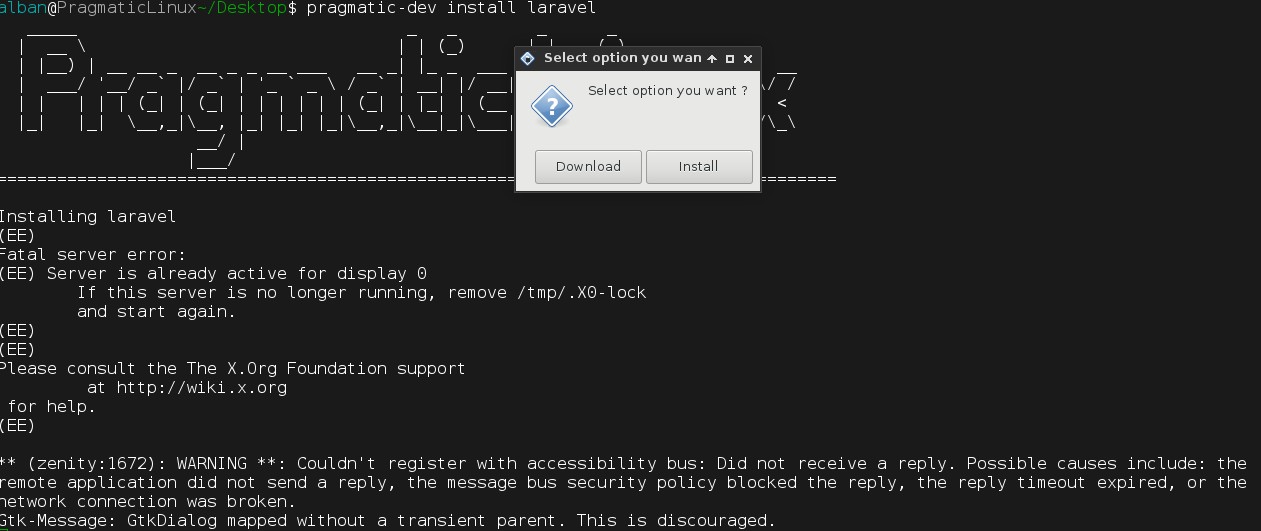 alban@PragmaticLinux~/Desktop$ pragmatic-dev install laravel
Select option you wan
Select option you want ?
Download Install
================================================================================
Installing laravel
(EE)
Fatal server error:
(EE) Server is already active for display 0
If this server is no longer running, remove /tmp/.X0-lock
and start again.
(EE)
(EE)
Please consult the The X.Org Foundation support
at http://wiki.x.org
for help.
(EE)
** (zenity:1672): WARNING **: Couldn't register with accessibility bus: Did not receive a reply. Possible causes include: the
remote application did not send a reply, the message bus security policy blocked the reply, the reply timeout expired, or the
network connection was broken.
Gtk-Message: GtkDialog mapped without a transient parent. This is discouraged.